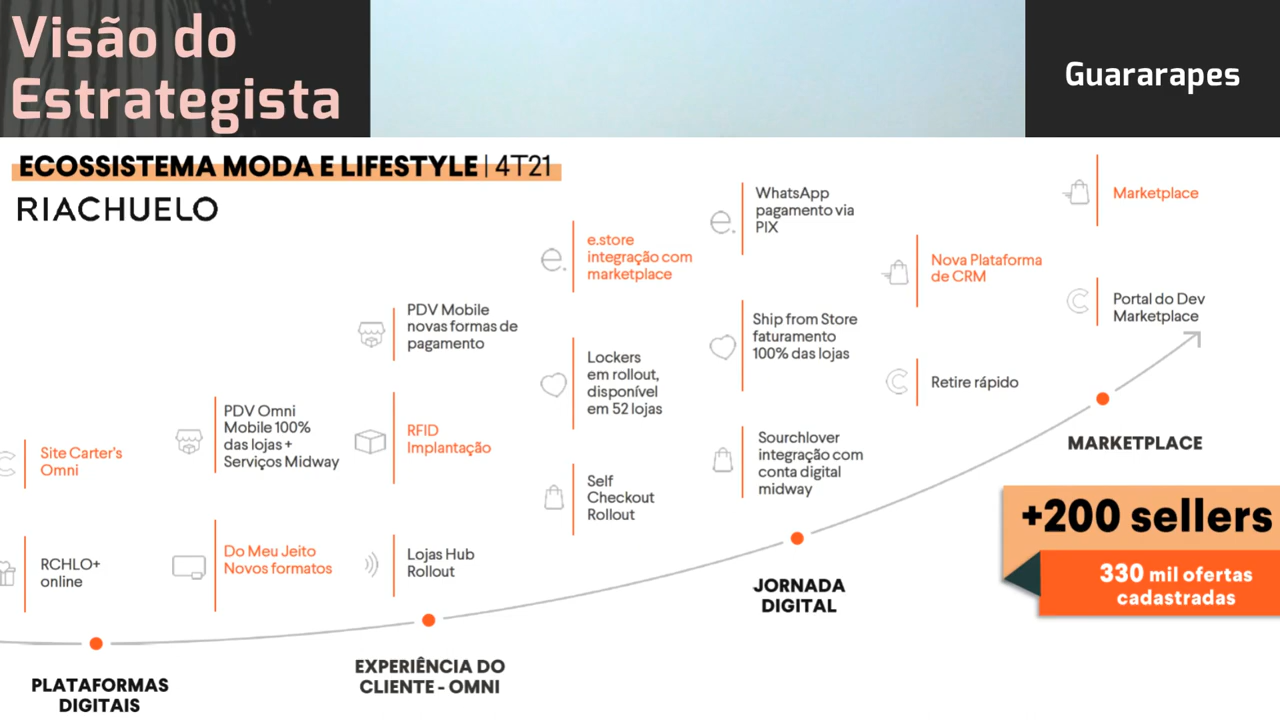 Visão do
Estrategista
Guararapes
ECOSSISTEMA MODA E LIFESTYLE | 4T21
RIACHUELO
Site Carter's
Omni
RCHLO+
online
PDV Omni
Mobile 100%
das lojas +
Serviços Midway
Do Meu Jeito
Novos formatos
PDV Mobile
novas formas de
pagamento
RFID
Implantação
Lojas Hub
Rollout
e.store
integração com
marketplace
Lockers
em rollout,
disponível
em 52 lojas
Self
Checkout
Rollout
WhatsApp
pagamento via
PIX
Ship from Store
faturamento
100% das lojas
Sourchlover
integração com
conta digital
midway
Nova Plataforma
de CRM
Retire rápido
Marketplace
Portal do Dev
Marketplace
PLATAFORMAS
DIGITAIS
EXPERIÊNCIA DO
CLIENTE - OMNI
JORNADA
DIGITAL
MARKETPLACE
+200 sellers
330 mil ofertas
cadastradas